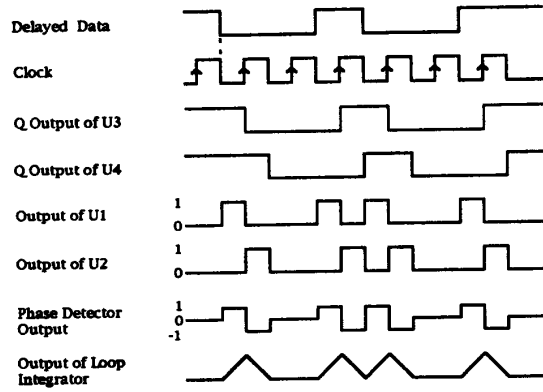 Delayed Data
Clock
Q Output of U3
Q Output of U4
Output of U1
1
0
Output of U2
1
0
Phase Detector
Output
1
0
-1
Output of Loop
Integrator